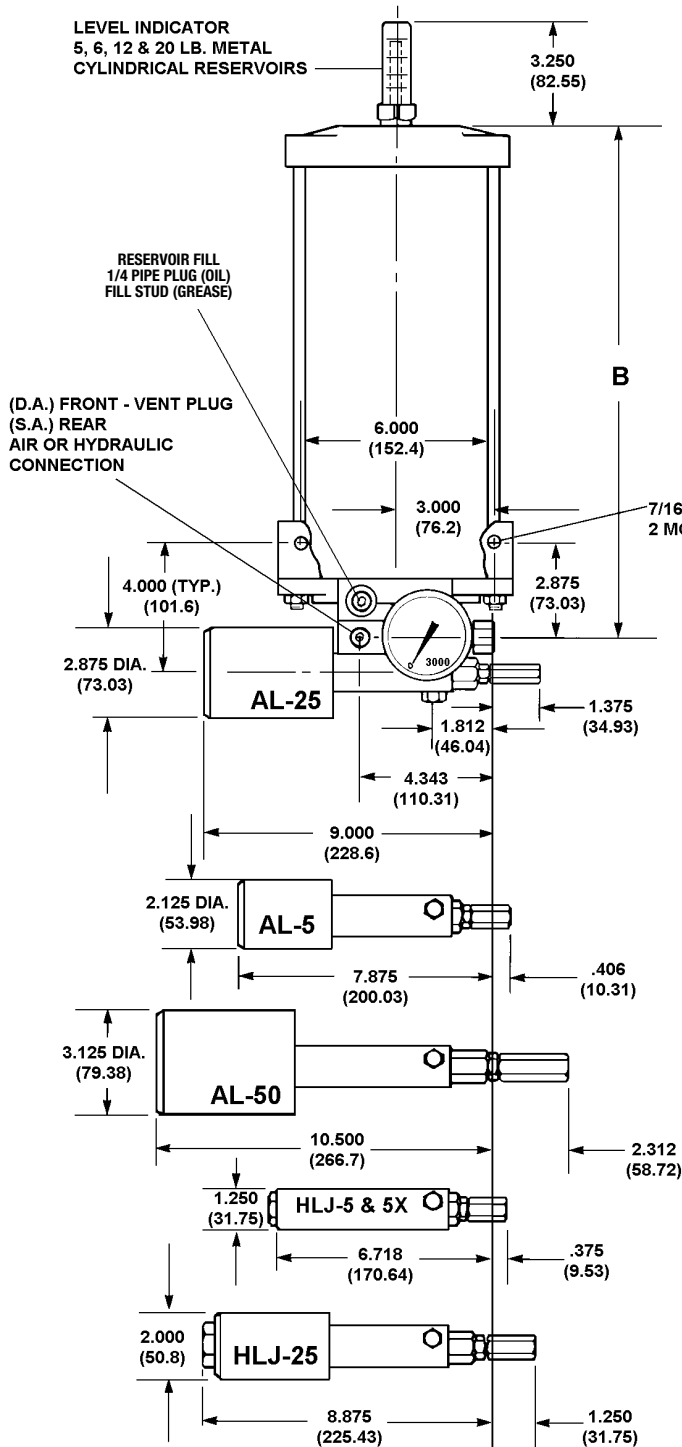 LEVEL INDICATOR
5, 6, 12 & 20 LB. METAL
CYLINDRICAL RESERVOIRS
3.250
(82.55)
RESERVOIR FILL
1/4 PIPE PLUG (OIL)
FILL STUD (GREASE)
B
(D.A.) FRONT - VENT PLUG
(S.A.) REAR
AIR OR HYDRAULIC
CONNECTION
6.000
(152.4)
3.000
(76.2)
7/16
2 MO
4.000 (TYP.)
(101.6)
2.875
(73.03)
2.875 DIA.
(73.03)
0
3000
AL-25
1.375
(34.93)
1.812
(46.04)
4.343
(110.31)
9.000
(228.6)
2.125 DIA.
(53.98)
AL-5
7.875
(200.03)
.406
(10.31)
3.125 DIA.
(79.38)
AL-50
10.500
(266.7)
2.312
(58.72)
1.250
(31.75)
HLJ-5 & 5X
6.718
(170.64)
.375
(9.53)
2.000
(50.8)
HLJ-25
8.875
(225.43)
1.250
(31.75)